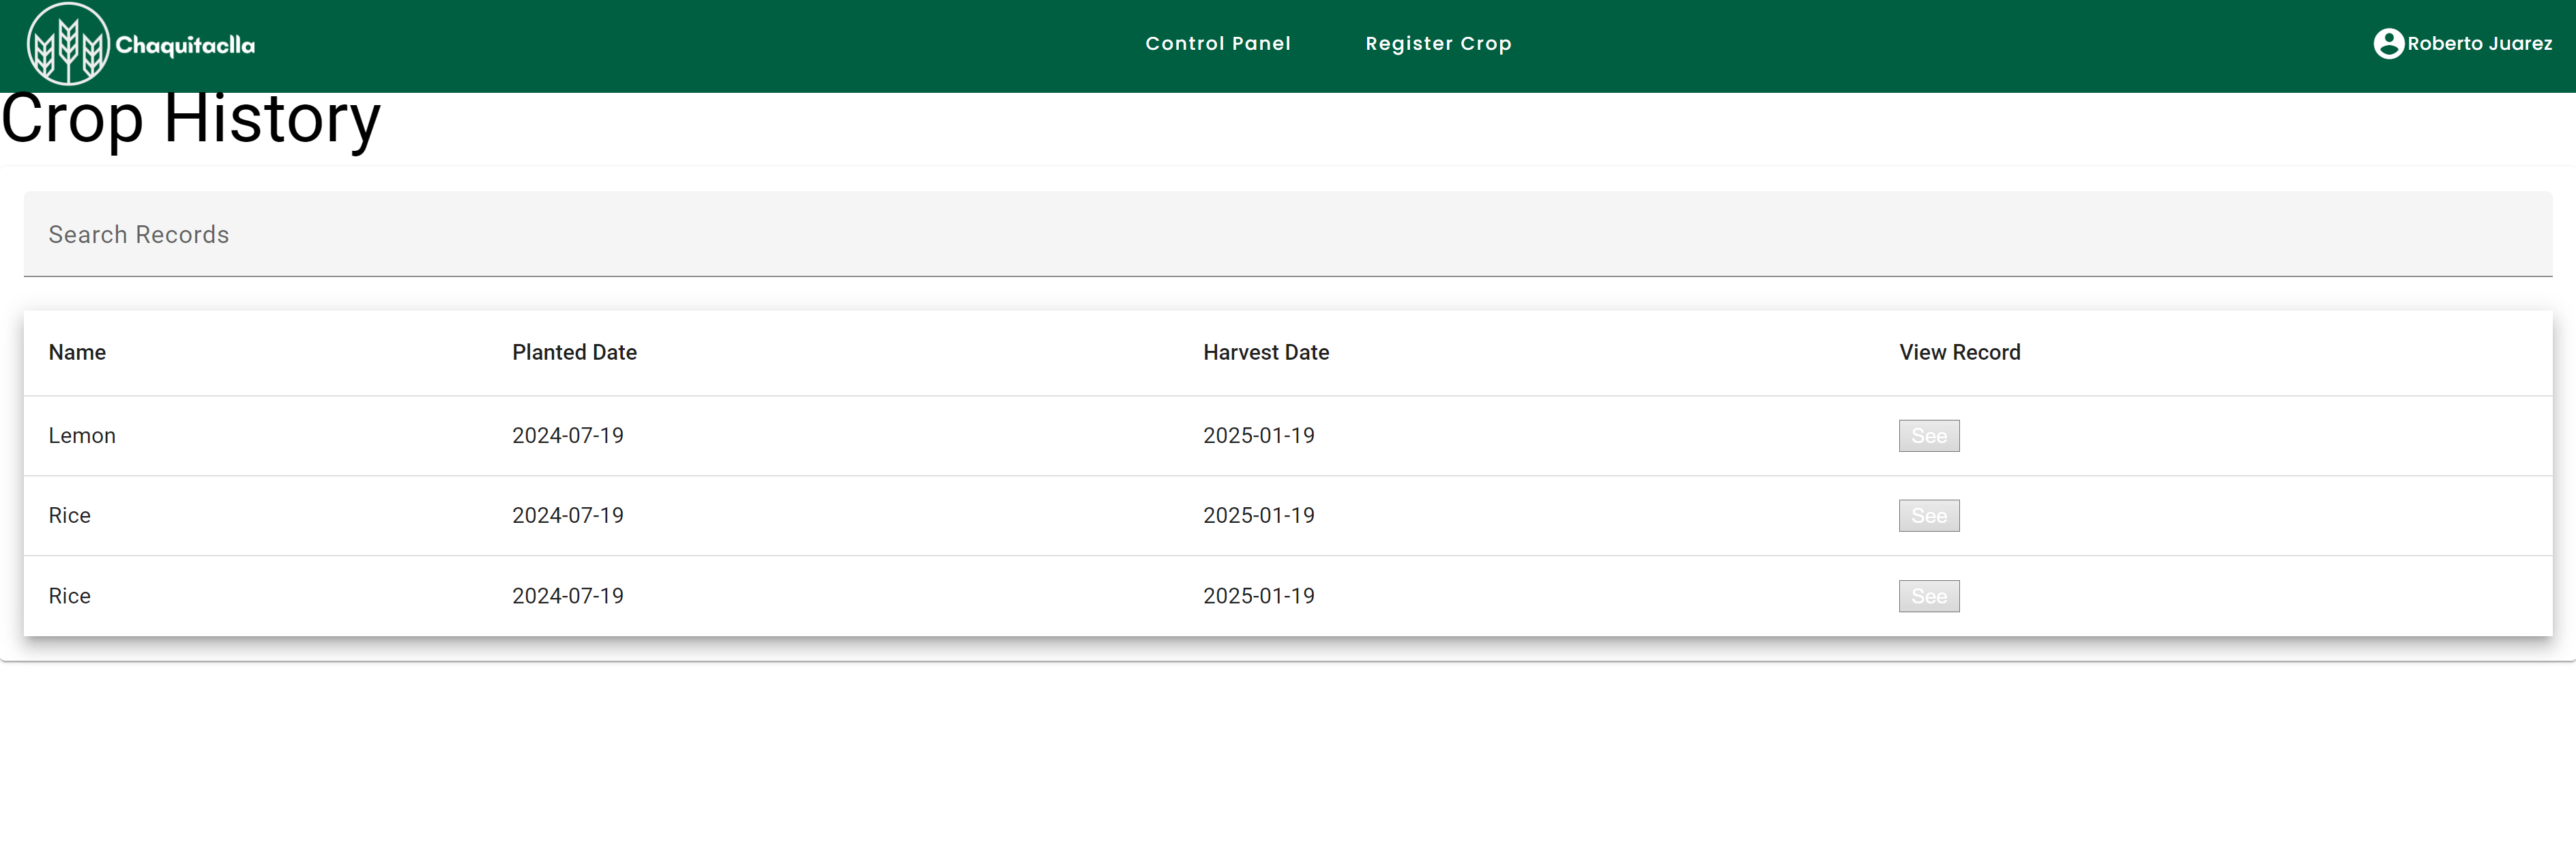 Chaquitaclla Control Panel Register Crop Roberto Juarez
Crop History
Search Records
Name Planted Date Harvest Date View Record
Lemon 2024-07-19 2025-01-19 See
Rice 2024-07-19 2025-01-19 See
Rice 2024-07-19 2025-01-19 See